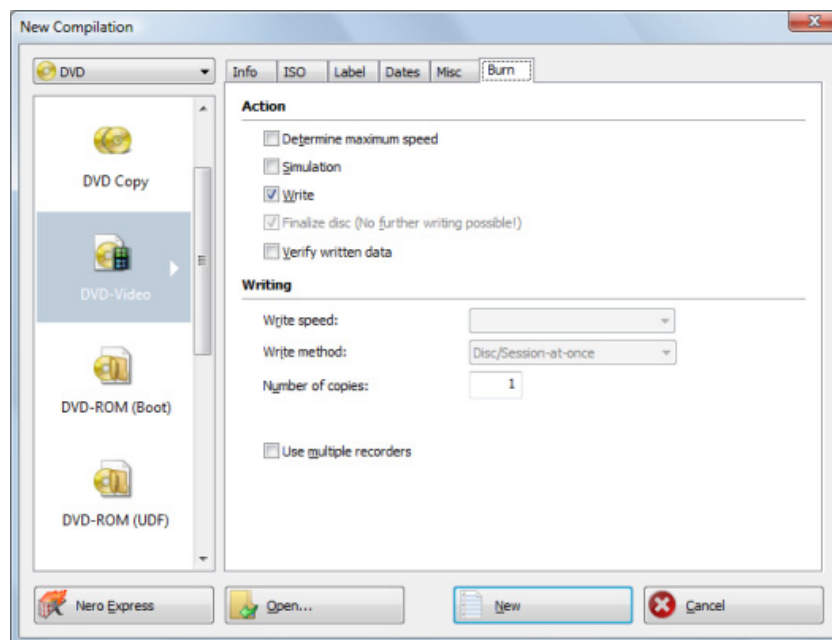 New Compilation
DVD
Info ISO Label Dates Misc Burn
Action
Determine maximum speed
Simulation
Write
Finalize disc (No further writing possible!)
Verify written data
Writing
Write speed:
Write method: Disc/Session-at-once
Number of copies: 1
Use multiple recorders
DVD Copy
DVD-Video
DVD-ROM (Boot)
DVD-ROM (UDF)
Nero Express Open... New Cancel